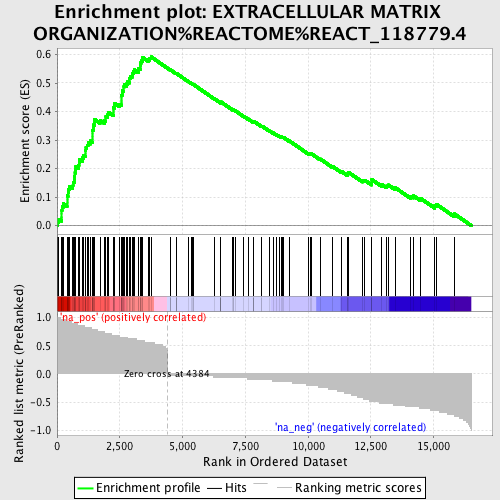 Enrichment plot: EXTRACELLULAR MATRIX
ORGANIZATION%REACTOME%REACT_118779.4
Enrichment score (ES)
0.6
0.5
0.4
0.3
0.2
0.1
0.0
'na_pos' (positively correlated)
Ranked list metric (PreRanked)
1.0
0.5
0.0
-0.5
-1.0
Zero cross at 4384
'na_neg' (negatively correlated)
0
2,500
5,000
7,500
10,000
12,500
15,000
Rank in Ordered Dataset
Enrichment profile
Hits
Ranking metric scores